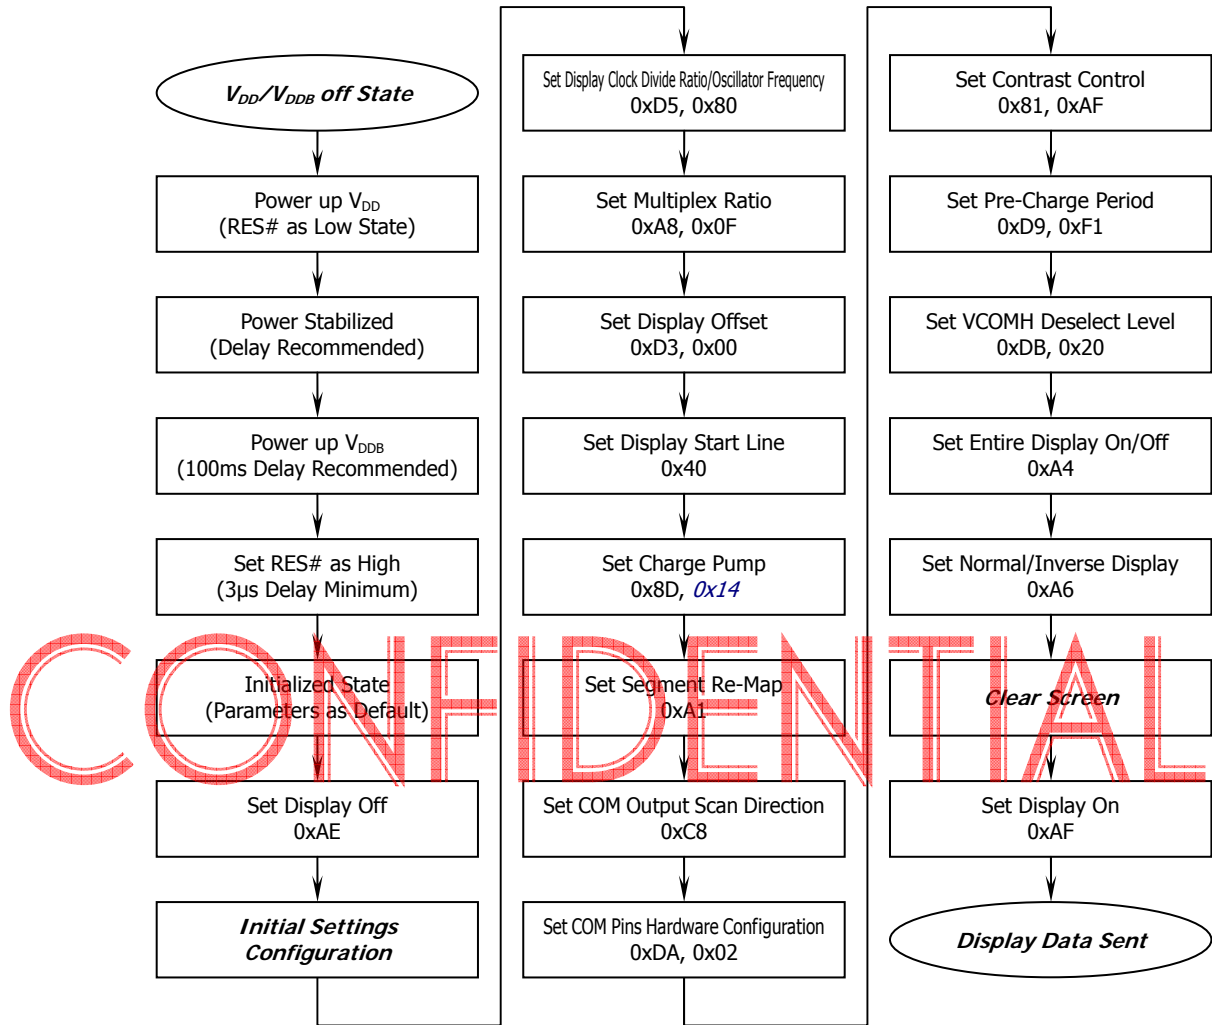 V_DD/V_DDB off State
Power up V_DD
(RES# as Low State)
Power Stabilized
(Delay Recommended)
Power up V_DDB
(100ms Delay Recommended)
Set RES# as High
(3µs Delay Minimum)
Initialized State
(Parameters as Default)
Set Display Off
0xAE
Initial Settings
Configuration
Set Display Clock Divide Ratio/Oscillator Frequency
0xD5, 0x80
Set Multiplex Ratio
0xA8, 0x0F
Set Display Offset
0xD3, 0x00
Set Display Start Line
0x40
Set Charge Pump
0x8D, 0x14
Set Segment Re-Map
0xA1
Set COM Output Scan Direction
0xC8
Set COM Pins Hardware Configuration
0xDA, 0x02
Set Contrast Control
0x81, 0xAF
Set Pre-Charge Period
0xD9, 0xF1
Set VCOMH Deselect Level
0xDB, 0x20
Set Entire Display On/Off
0xA4
Set Normal/Inverse Display
0xA6
Clear Screen
Set Display On
0xAF
Display Data Sent
CONFIDENTIAL